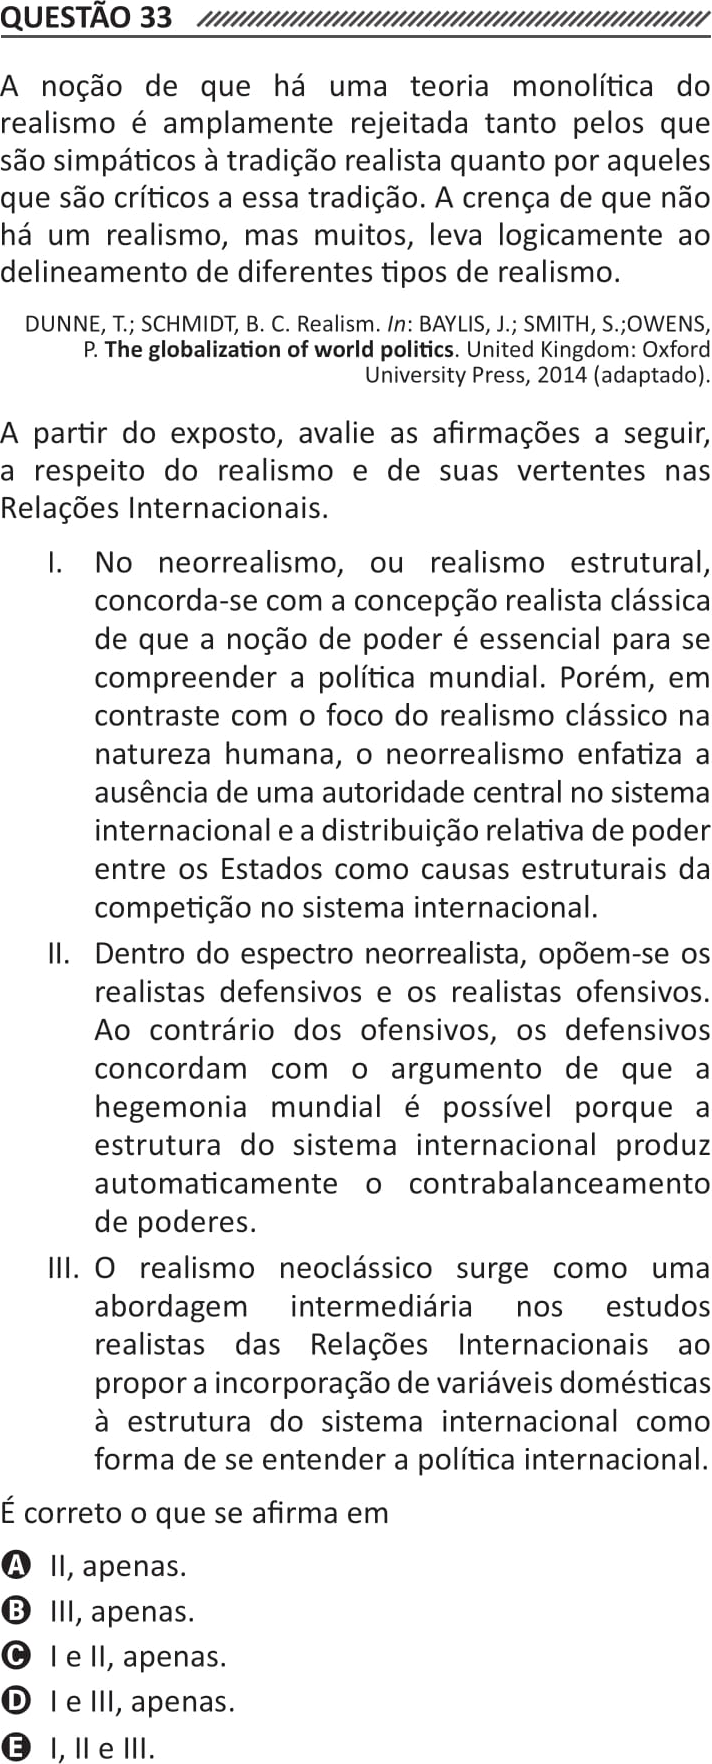 QUESTÃO 33
A noção de que há uma teoria monolítica do
realismo é amplamente rejeitada tanto pelos que
são simpáticos à tradição realista quanto por aqueles
que são críticos a essa tradição. A crença de que não
há um realismo, mas muitos, leva logicamente ao
delineamento de diferentes tipos de realismo.
DUNNE, T.; SCHMIDT, B. C. Realism. In: BAYLIS, J.; SMITH, S.;OWENS,
P. The globalization of world politics. United Kingdom: Oxford
University Press, 2014 (adaptado).
A partir do exposto, avalie as afirmações a seguir,
a respeito do realismo e de suas vertentes nas
Relações Internacionais.
I. No neorrealismo, ou realismo estrutural,
concorda-se com a concepção realista clássica
de que a noção de poder é essencial para se
compreender a política mundial. Porém, em
contraste com o foco do realismo clássico na
natureza humana, o neorrealismo enfatiza a
ausência de uma autoridade central no sistema
internacional e a distribuição relativa de poder
entre os Estados como causas estruturais da
competição no sistema internacional.
II. Dentro do espectro neorrealista, opõem-se os
realistas defensivos e os realistas ofensivos.
Ao contrário dos ofensivos, os defensivos
concordam com o argumento de que a
hegemonia mundial é possível porque a
estrutura do sistema internacional produz
automaticamente o contrabalanceamento
de poderes.
III. O realismo neoclássico surge como uma
abordagem intermediária nos estudos
realistas das Relações Internacionais ao
propor a incorporação de variáveis domésticas
à estrutura do sistema internacional como
forma de se entender a política internacional.
É correto o que se afirma em
A II, apenas.
B III, apenas.
C I e II, apenas.
D I e III, apenas.
E I, II e III.